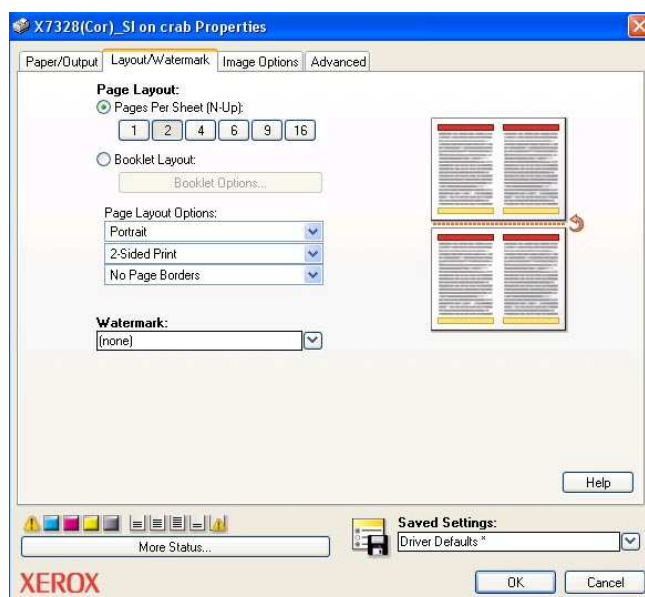 X7328(Cor)_SI on crab Properties
Paper/Output Layout/Watermark Image Options Advanced
Page Layout:
Pages Per Sheet (N-Up):
1 2 4 6 9 16
Booklet Layout:
Booklet Options...
Page Layout Options:
Portrait
2-Sided Print
No Page Borders
Watermark:
(none)
Help
More Status...
Saved Settings:
Driver Defaults *
XEROX
OK Cancel